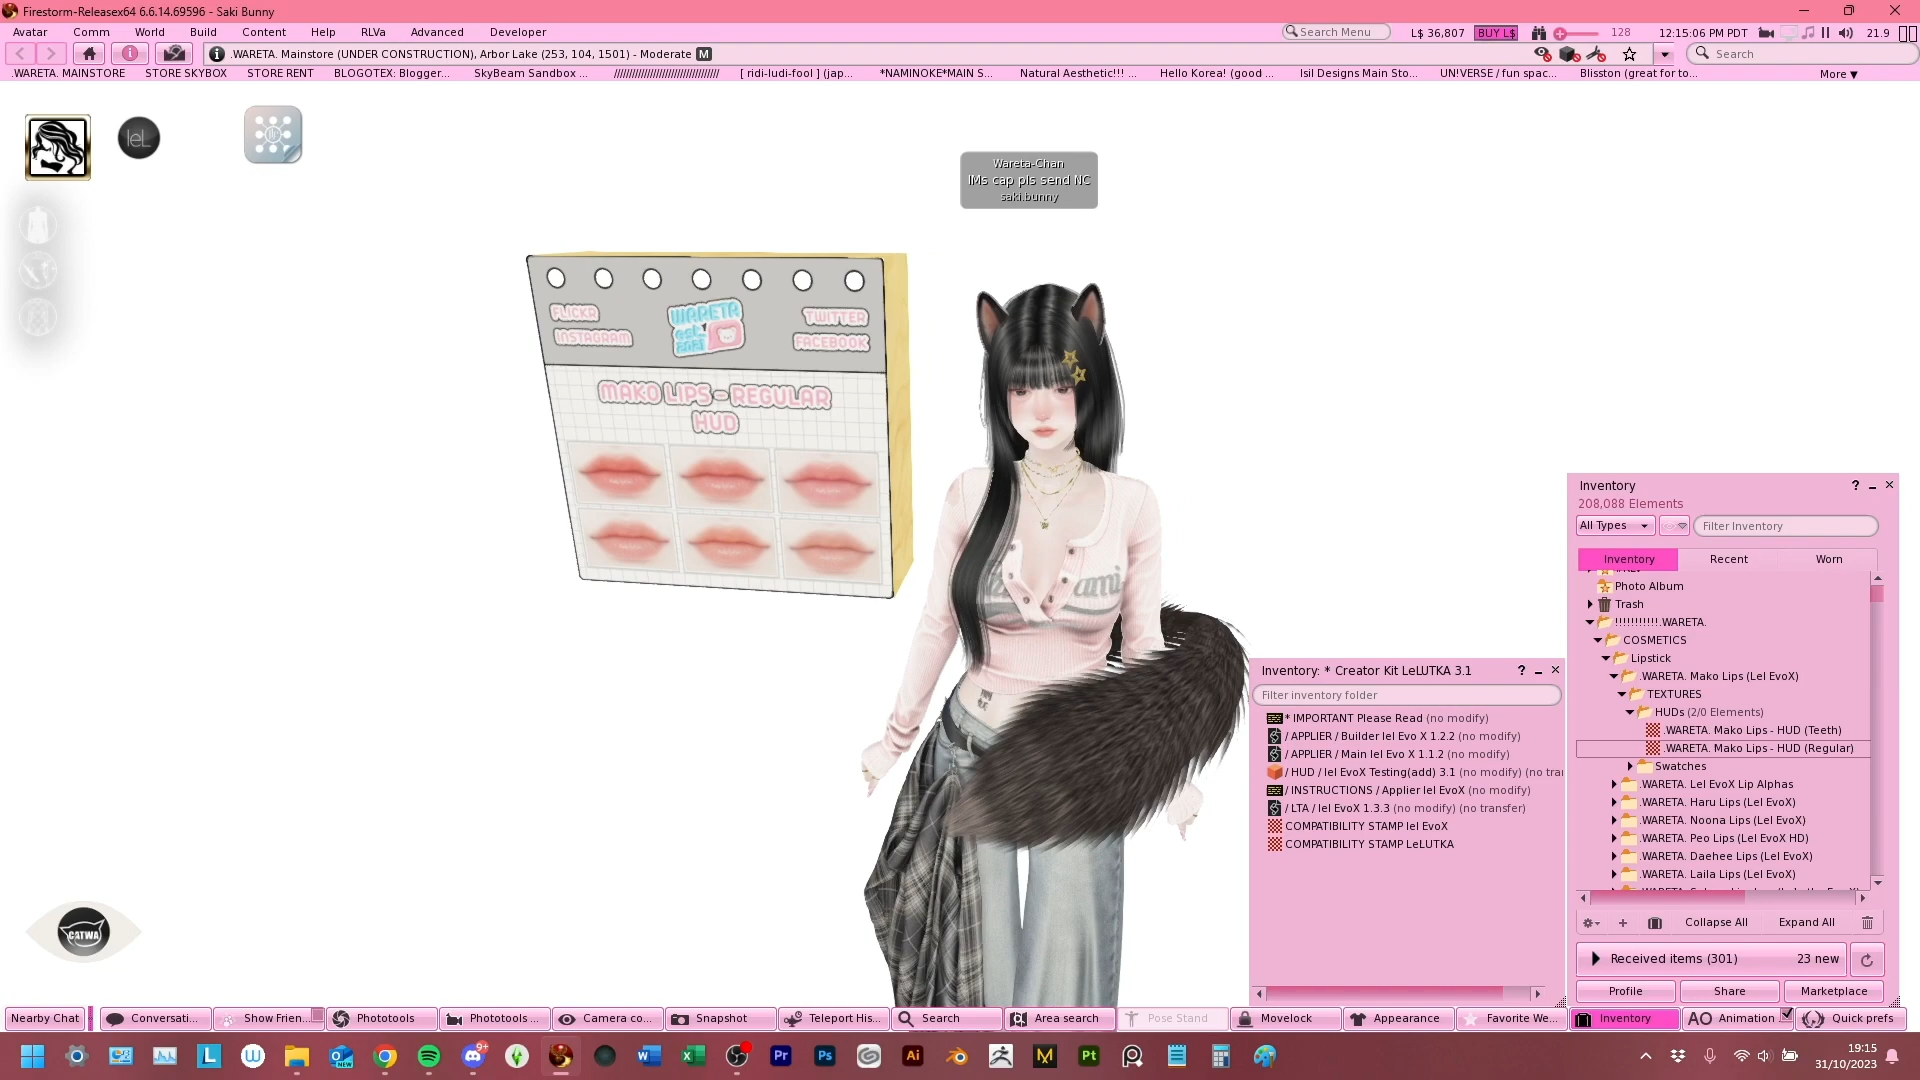 Firestorm-Releasex64 6.6.14.69596 - Saki Bunny
Avatar Comm World Build Content Help RLVa Advanced Developer
Search Menu L$ 36,807 BUY L$ 128 12:15:06 PM PDT 21.9
.WARETA. Mainstore (UNDER CONSTRUCTION), Arbor Lake (253, 104, 1501) - Moderate M
Search
.WARETA. MAINSTORE STORE SKYBOX STORE RENT BLOGOTEX: Blogger... SkyBeam Sandbox ... ////////////////////////////////// [ ridi-ludi-fool ] (jap... *NAMINOKE*MAIN S... Natural Aesthetic!!! ... Hello Korea! (good ... Isil Designs Main Sto... UN!VERSE / fun spac... Blisston (great for to... More ▼
leL
Wareta-Chan
IMs cap pls send NC
saki.bunny
FLICKR
INSTAGRAM
WARETA
est.
2021
TWITTER
FACEBOOK
MAKO LIPS - REGULAR
HUD
CATWA
Inventory: * Creator Kit LeLUTKA 3.1
Filter inventory folder
* IMPORTANT Please Read (no modify)
/ APPLIER / Builder lel Evo X 1.2.2 (no modify)
/ APPLIER / Main lel Evo X 1.1.2 (no modify)
/ HUD / lel EvoX Testing(add) 3.1 (no modify) (no tra
/ INSTRUCTIONS / Applier lel EvoX (no modify)
/ LTA / lel EvoX 1.3.3 (no modify) (no transfer)
COMPATIBILITY STAMP lel EvoX
COMPATIBILITY STAMP LeLUTKA
Inventory
208,088 Elements
All Types Filter Inventory
Inventory Recent Worn
Photo Album
Trash
!!!!!!!!!!!.WARETA.
COSMETICS
Lipstick
.WARETA. Mako Lips (Lel EvoX)
TEXTURES
HUDs (2/0 Elements)
.WARETA. Mako Lips - HUD (Teeth)
.WARETA. Mako Lips - HUD (Regular)
Swatches
.WARETA. Lel EvoX Lip Alphas
.WARETA. Haru Lips (Lel EvoX)
.WARETA. Noona Lips (Lel EvoX)
.WARETA. Peo Lips (Lel EvoX HD)
.WARETA. Daehee Lips (Lel EvoX)
.WARETA. Laila Lips (Lel EvoX)
Collapse All Expand All
Received items (301) 23 new
Profile Share Marketplace
Nearby Chat Conversati... Show Frien... Phototools Phototools ... Camera co... Snapshot Teleport His... Search Area search Pose Stand Movelock Appearance Favorite We... Inventory Animation Quick prefs
19:15
31/10/2023